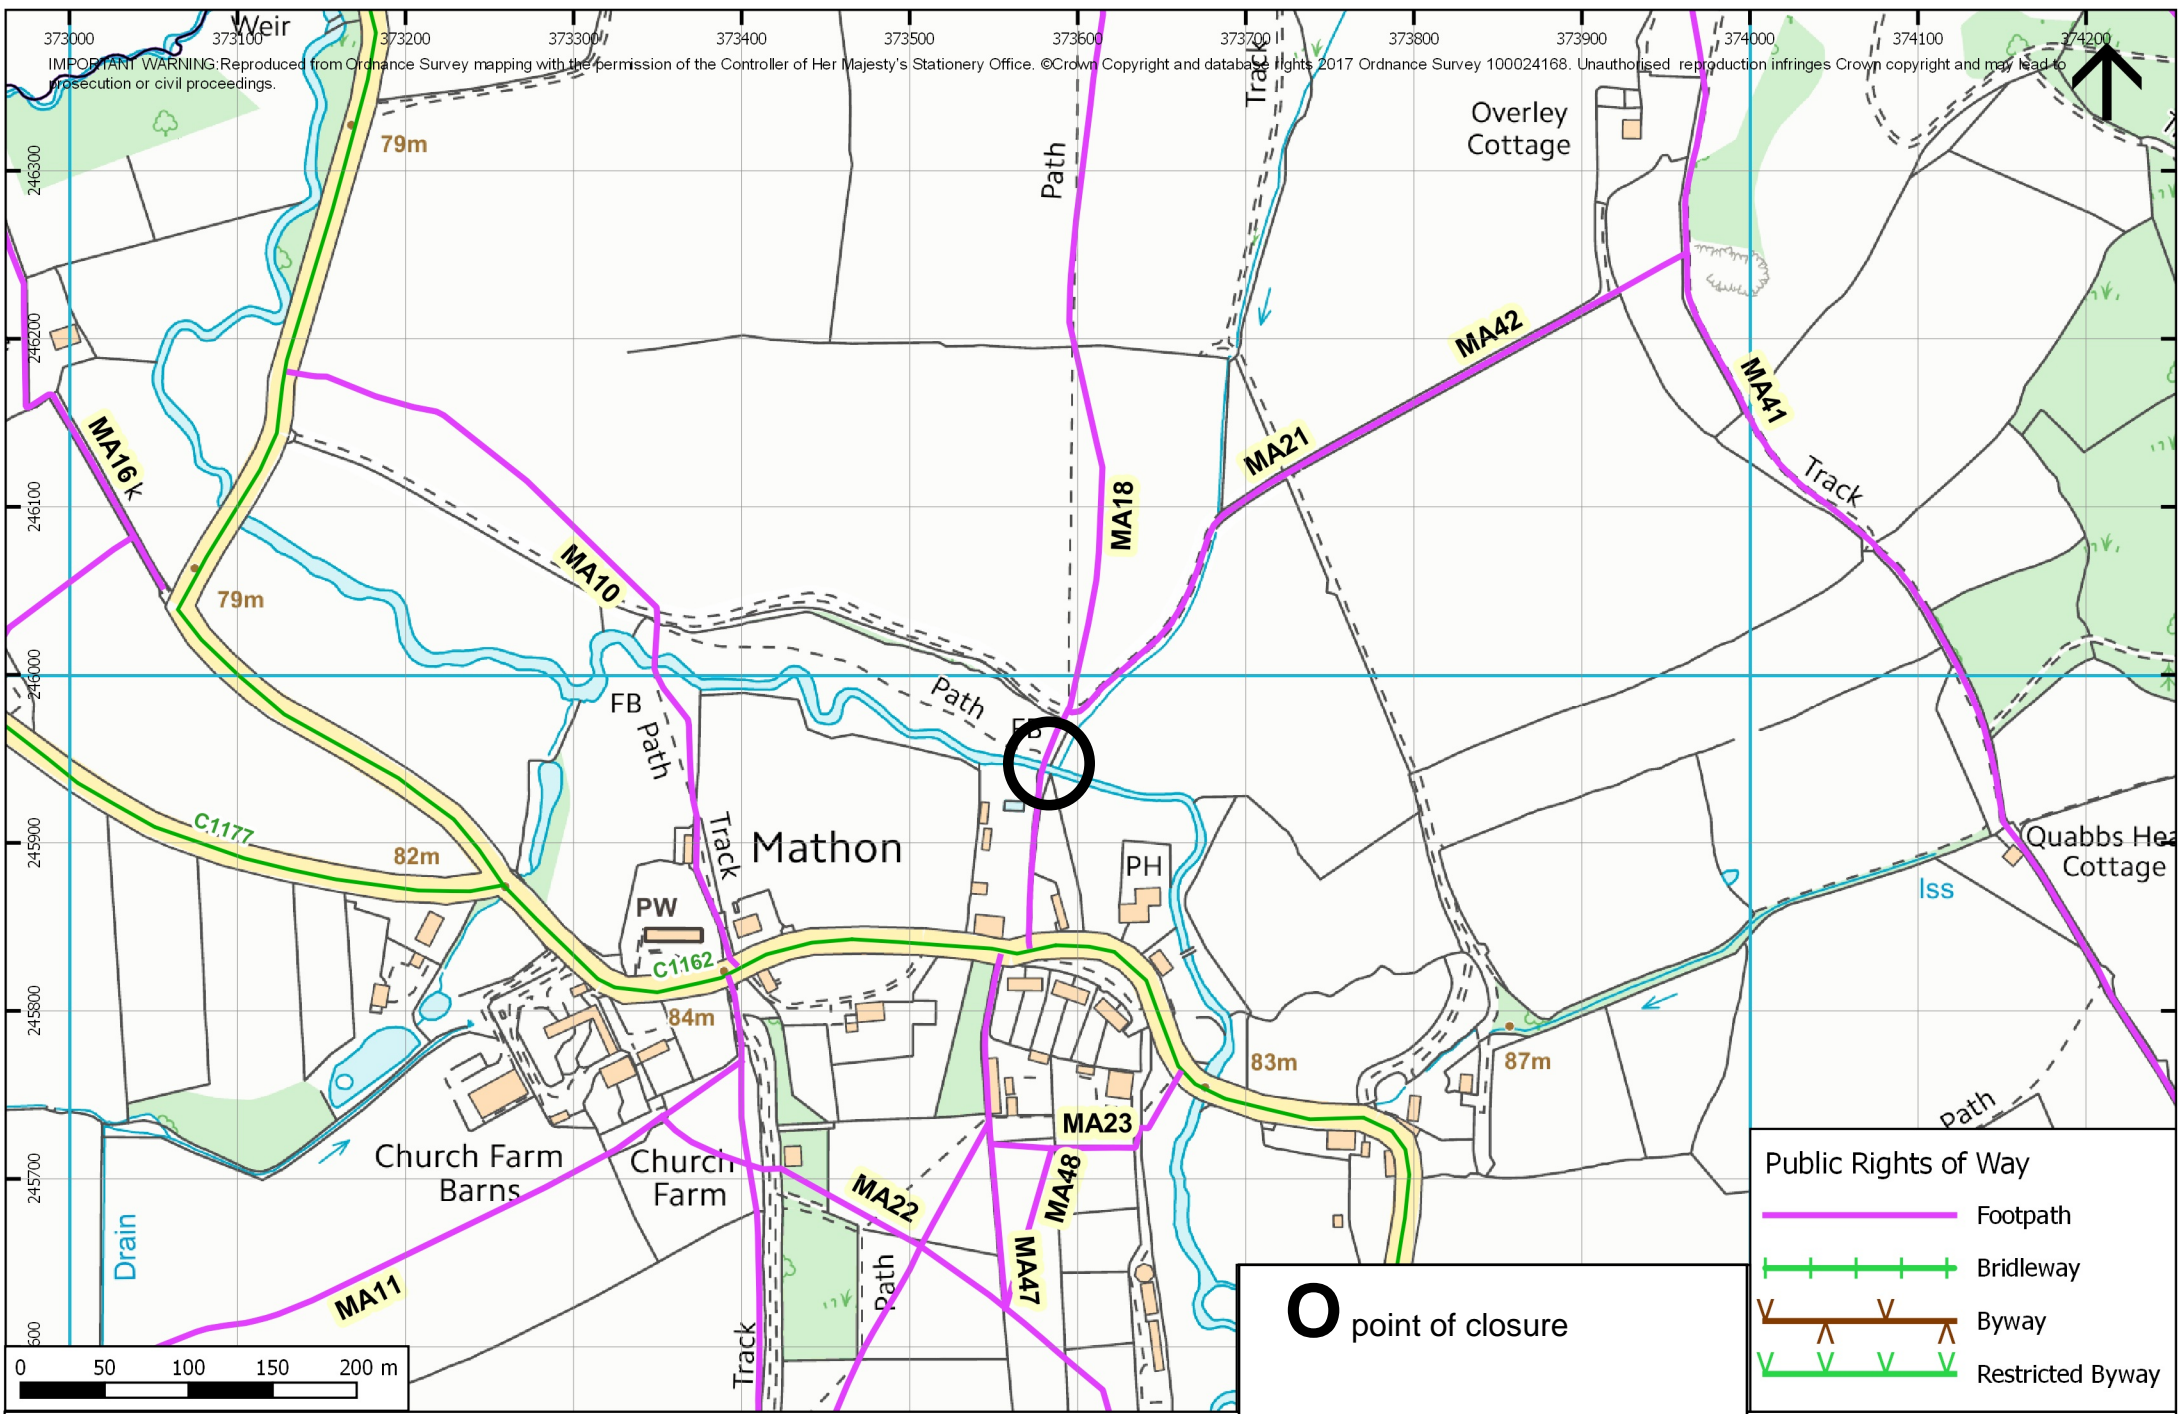 373000
373100
373200
373300
373400
373500
373600
373700
373800
373900
374000
374100
374200
Weir
IMPORTANT WARNING:Reproduced from Ordnance Survey mapping with the permission of the Controller of Her Majesty's Stationery Office. ©Crown Copyright and database rights 2017 Ordnance Survey 100024168. Unauthorised reproduction infringes Crown copyright and may lead to
prosecution or civil proceedings.
Track
Overley
Cottage
79m
Path
246300
246200
MA42
MA41
MA16
k
MA21
Track
246100
MA18
MA10
79m
246000
Path
FB
FB
Path
C1177
82m
Track
Mathon
245900
PH
Quabbs Hea
Cottage
Iss
PW
C1162
84m
245800
83m
87m
Path
MA23
Church Farm
Barns
Church
Farm
MA22
MA48
245700
Drain
MA47
Path
MA11
Track
600
Public Rights of Way
Footpath
Bridleway
Byway
Restricted Byway
O point of closure
0 50 100 150 200 m